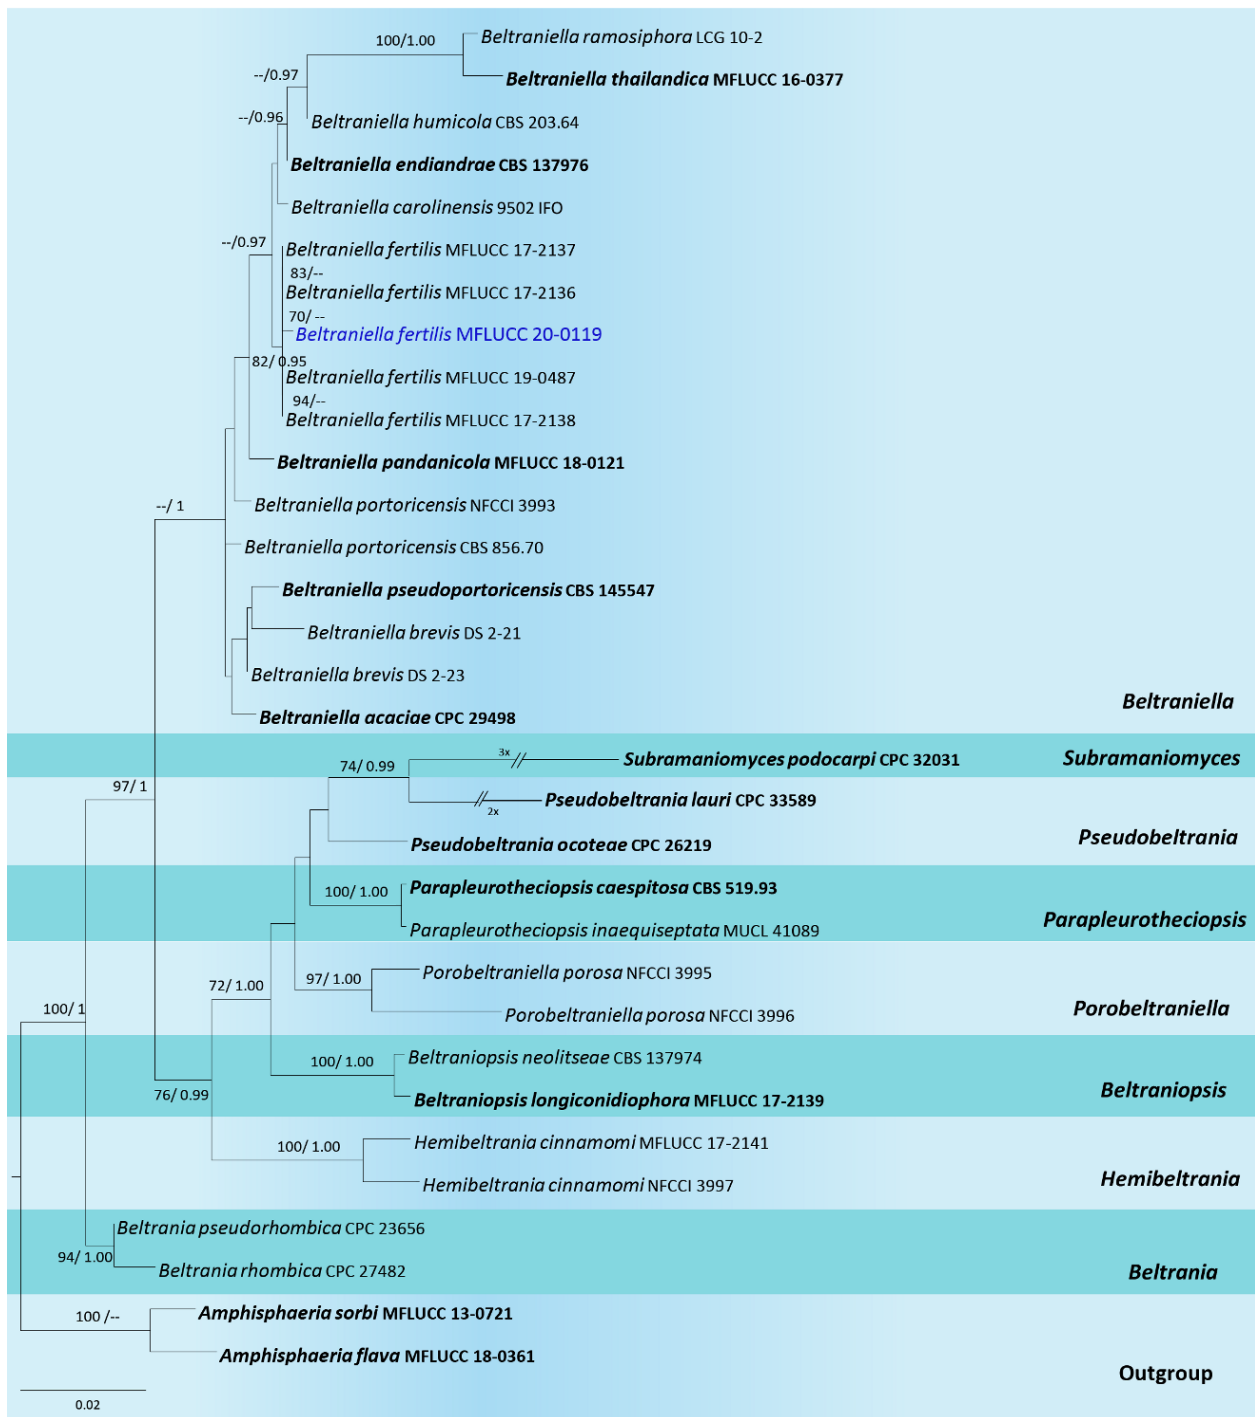 100/1.00
Beltraniella ramosiphora LCG 10-2
--/0.97
Beltraniella thailandica MFLUCC 16-0377
--/0.96
Beltraniella humicola CBS 203.64
Beltraniella endiandrae CBS 137976
Beltraniella carolinensis 9502 IFO
--/0.97
Beltraniella fertilis MFLUCC 17-2137
83/--
Beltraniella fertilis MFLUCC 17-2136
70/ --
Beltraniella fertilis MFLUCC 20-0119
82/ 0.95
Beltraniella fertilis MFLUCC 19-0487
94/--
Beltraniella fertilis MFLUCC 17-2138
Beltraniella pandanicola MFLUCC 18-0121
--/ 1
Beltraniella portoricensis NFCCI 3993
Beltraniella portoricensis CBS 856.70
Beltraniella pseudoportoricensis CBS 145547
Beltraniella brevis DS 2-21
Beltraniella brevis DS 2-23
Beltraniella
Beltraniella acaciae CPC 29498
3x
Subramaniomyces podocarpi CPC 32031
Subramaniomyces
74/ 0.99
97/ 1
Pseudobeltrania lauri CPC 33589
2x
Pseudobeltrania
Pseudobeltrania ocoteae CPC 26219
100/ 1.00
Parapleurotheciopsis caespitosa CBS 519.93
Parapleurotheciopsis
Parapleurotheciopsis inaequiseptata MUCL 41089
97/ 1.00
Porobeltraniella porosa NFCCI 3995
72/ 1.00
100/ 1
Porobeltraniella
Porobeltraniella porosa NFCCI 3996
100/ 1.00
Beltraniopsis neolitseae CBS 137974
76/ 0.99
Beltraniopsis
Beltraniopsis longiconidiophora MFLUCC 17-2139
100/ 1.00
Hemibeltrania cinnamomi MFLUCC 17-2141
Hemibeltrania
Hemibeltrania cinnamomi NFCCI 3997
Beltrania pseudorhombica CPC 23656
94/ 1.00
Beltrania rhombica CPC 27482
Beltrania
100 /--
Amphisphaeria sorbi MFLUCC 13-0721
Amphisphaeria flava MFLUCC 18-0361
Outgroup
0.02